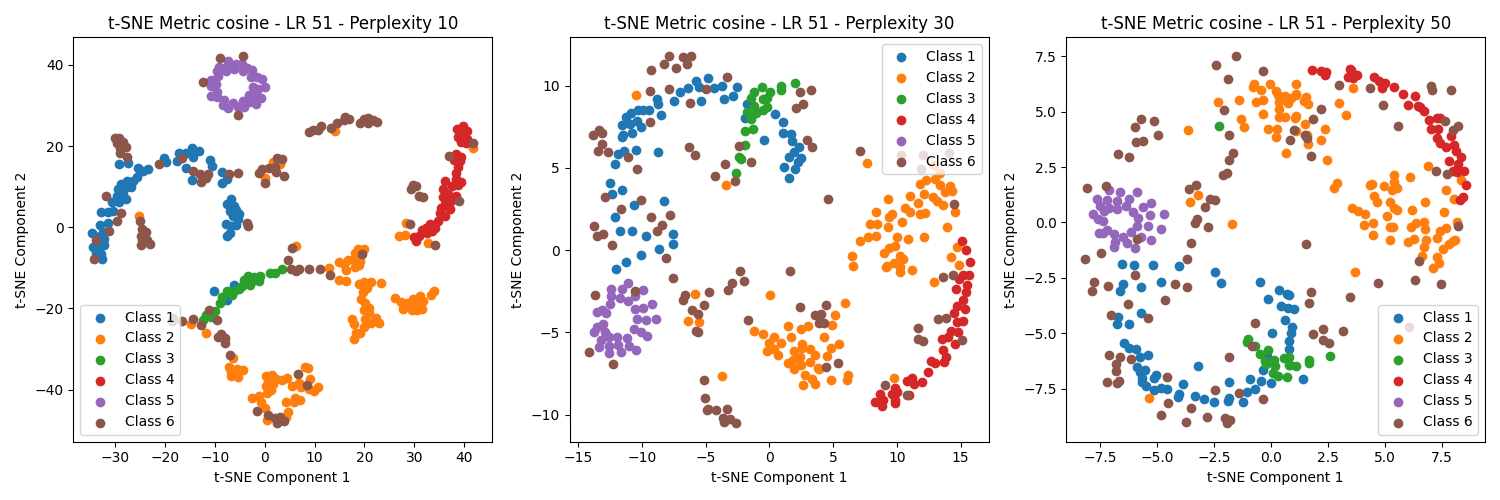 t-SNE Metric cosine - LR 51 - Perplexity 10
40
20
0
−20
−40
t-SNE Component 2
Class 1
Class 2
Class 3
Class 4
Class 5
Class 6
−30 −20 −10 0 10 20 30 40
t-SNE Component 1
t-SNE Metric cosine - LR 51 - Perplexity 30
10
5
0
−5
−10
t-SNE Component 2
Class 1
Class 2
Class 3
Class 4
Class 5
Class 6
−15 −10 −5 0 5 10 15
t-SNE Component 1
t-SNE Metric cosine - LR 51 - Perplexity 50
7.5
5.0
2.5
0.0
−2.5
−5.0
−7.5
t-SNE Component 2
Class 1
Class 2
Class 3
Class 4
Class 5
Class 6
−7.5 −5.0 −2.5 0.0 2.5 5.0 7.5
t-SNE Component 1